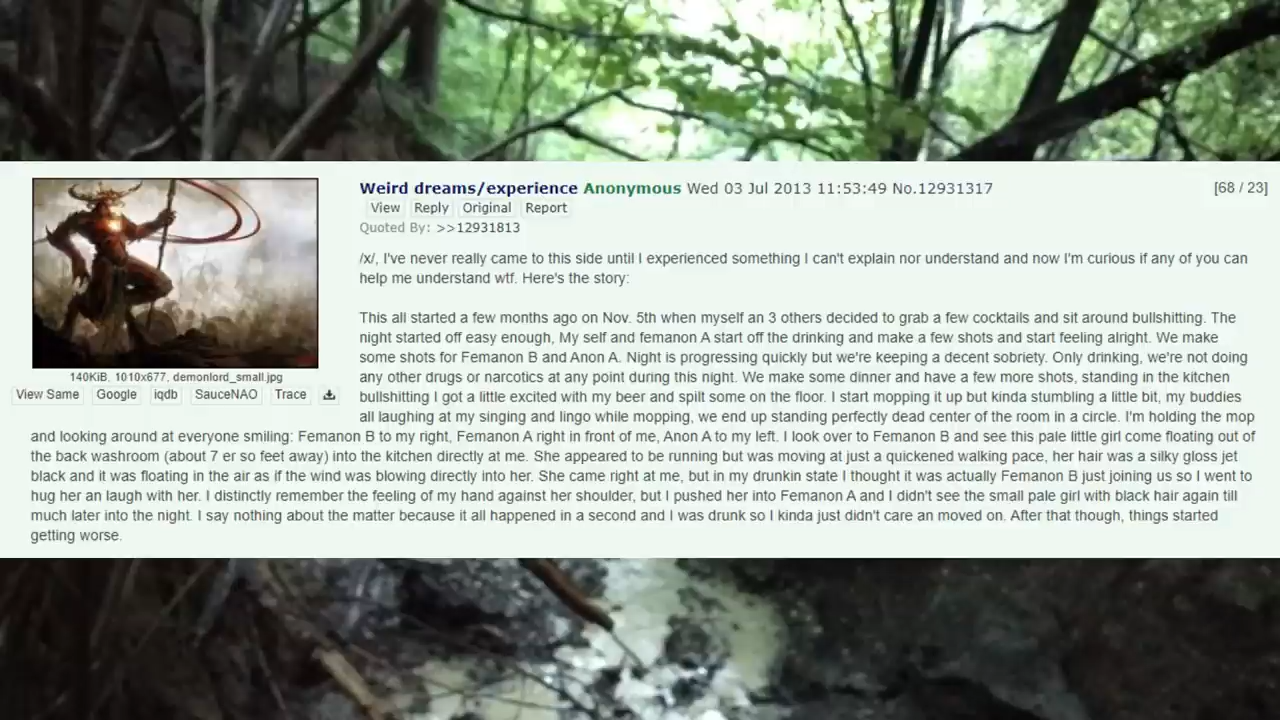 Weird dreams/experience Anonymous Wed 03 Jul 2013 11:53:49 No.12931317
[68 / 23]
View Reply Original Report
Quoted By: >>12931813
/x/, I've never really came to this side until I experienced something I can't explain nor understand and now I'm curious if any of you can
help me understand wtf. Here's the story:
This all started a few months ago on Nov. 5th when myself an 3 others decided to grab a few cocktails and sit around bullshitting. The
night started off easy enough, My self and femanon A start off the drinking and make a few shots and start feeling alright. We make
some shots for Femanon B and Anon A. Night is progressing quickly but we're keeping a decent sobriety. Only drinking, we're not doing
any other drugs or narcotics at any point during this night. We make some dinner and have a few more shots, standing in the kitchen
bullshitting I got a little excited with my beer and spilt some on the floor. I start mopping it up but kinda stumbling a little bit, my buddies
all laughing at my singing and lingo while mopping, we end up standing perfectly dead center of the room in a circle. I'm holding the mop
and looking around at everyone smiling: Femanon B to my right, Femanon A right in front of me, Anon A to my left. I look over to Femanon B and see this pale little girl come floating out of
the back washroom (about 7 er so feet away) into the kitchen directly at me. She appeared to be running but was moving at just a quickened walking pace, her hair was a silky gloss jet
black and it was floating in the air as if the wind was blowing directly into her. She came right at me, but in my drunkin state I thought it was actually Femanon B just joining us so I went to
hug her an laugh with her. I distinctly remember the feeling of my hand against her shoulder, but I pushed her into Femanon A and I didn't see the small pale girl with black hair again till
much later into the night. I say nothing about the matter because it all happened in a second and I was drunk so I kinda just didn't care an moved on. After that though, things started
getting worse.
140KiB, 1010x677, demonlord_small.jpg
View Same Google iqdb SauceNAO Trace